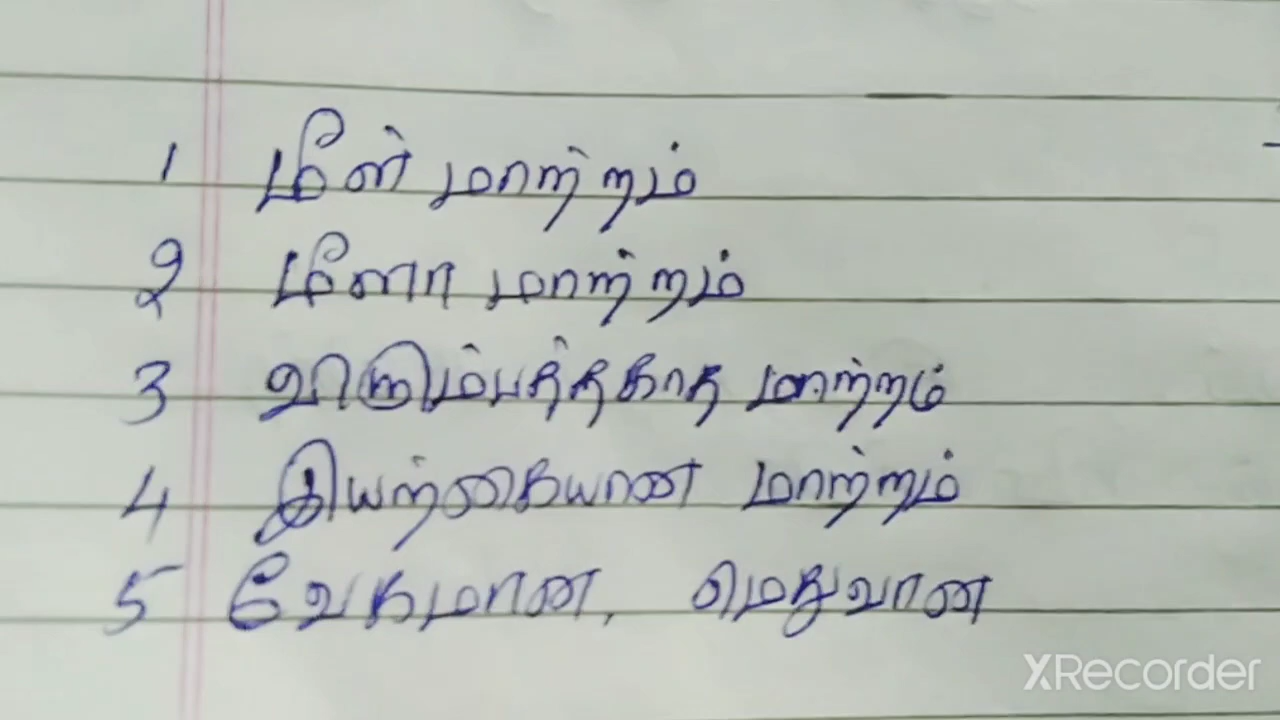 1 மீள் மாற்றம்
2 மீளா மாற்றம்
3 விரும்பத்தகாத மாற்றம்
4 இயற்கையான மாற்றம்
5 வேகமான, மெதுவான
XRecorder